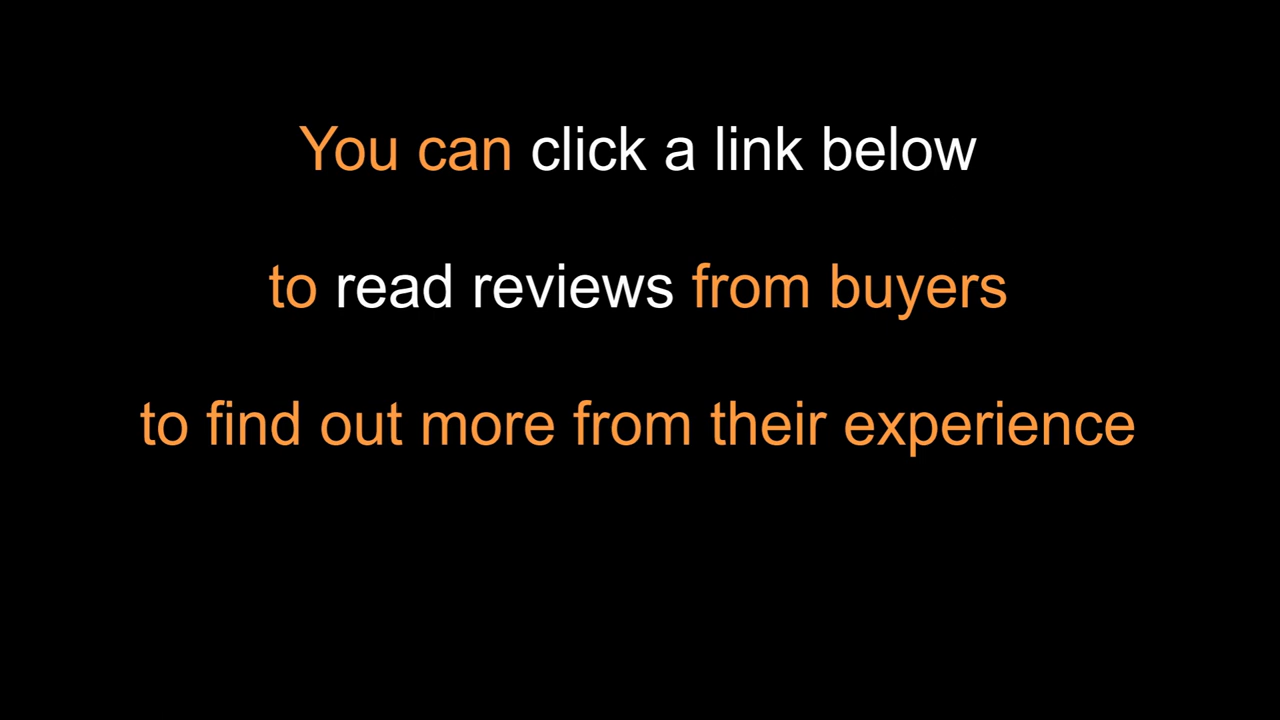 You can click a link below
to read reviews from buyers
to find out more from their experience